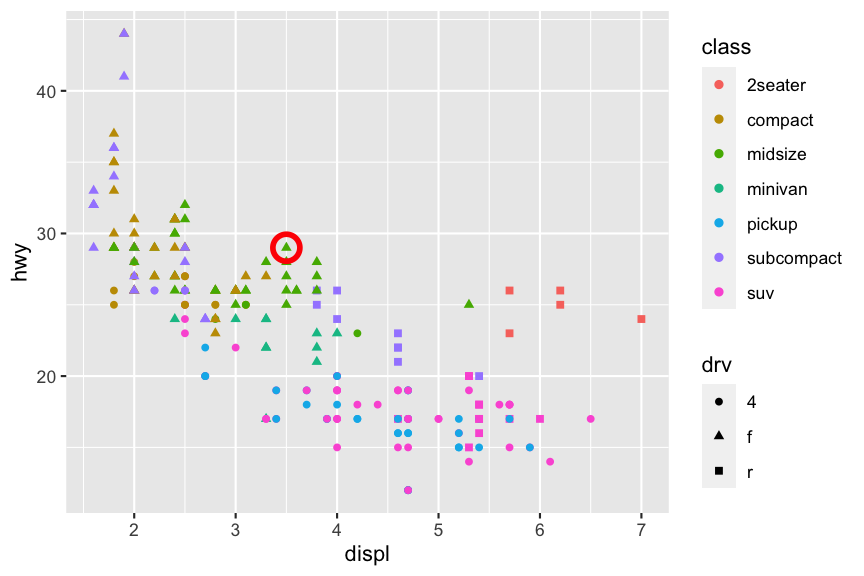 class
2seater
compact
midsize
minivan
pickup
subcompact
suv
drv
4
f
r
hwy
40
30
20
2 3 4 5 6 7
displ